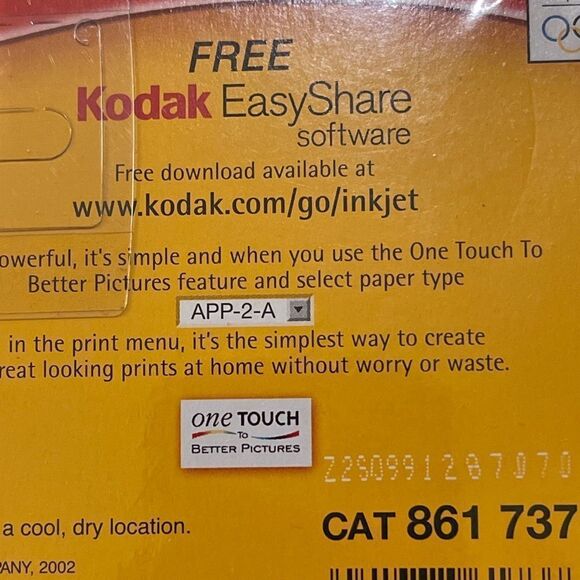 FREE
Kodak EasyShare
software
Free download available at
www.kodak.com/go/inkjet
owerful, it's simple and when you use the One Touch To
Better Pictures feature and select paper type
APP-2-A
in the print menu, it's the simplest way to create
reat looking prints at home without worry or waste.
one TOUCH
TO
BETTER PICTURES
a cool, dry location.
CAT 861 737
ANY, 2002